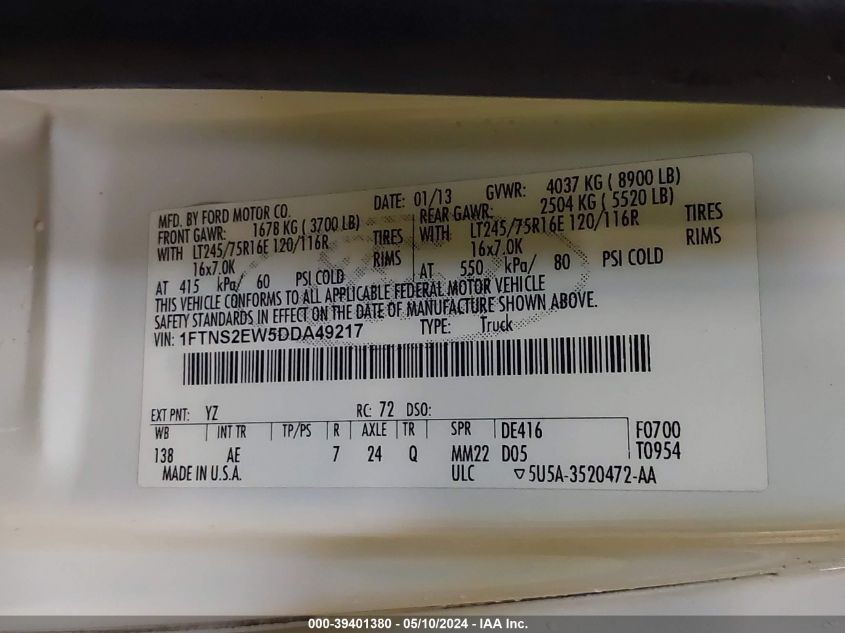 MFD. BY FORD MOTOR CO. DATE: 01/13 GVWR: 4037 KG ( 8900 LB)
FRONT GAWR: 1678 KG ( 3700 LB) REAR GAWR: 2504 KG ( 5520 LB)
WITH LT245/75R16E 120/116R TIRES WITH LT245/75R16E 120/116R TIRES
16x7.0K RIMS 16x7.0K RIMS
AT 415 kPa/ 60 PSI COLD AT 550 kPa/ 80 PSI COLD
THIS VEHICLE CONFORMS TO ALL APPLICABLE FEDERAL MOTOR VEHICLE
SAFETY STANDARDS IN EFFECT ON THE DATE OF MANUFACTURE SHOWN ABOVE.
VIN: 1FTNS2EW5DDA49217 TYPE: Truck
EXT PNT: YZ RC: 72 DSO:
WB INT TR TP/PS R AXLE TR SPR DE416 F0700
138 AE 7 24 Q MM22 D05 T0954
MADE IN U.S.A. ULC ▽5U5A-3520472-AA
000-39401380 - 05/10/2024 - IAA Inc.